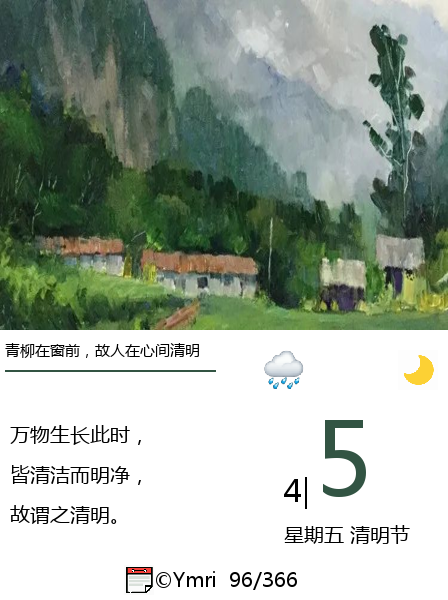 青柳在窗前，故人在心间清明
万物生长此时，
皆清洁而明净，
故谓之清明。
4|
5
星期五 清明节
©Ymri 96/366